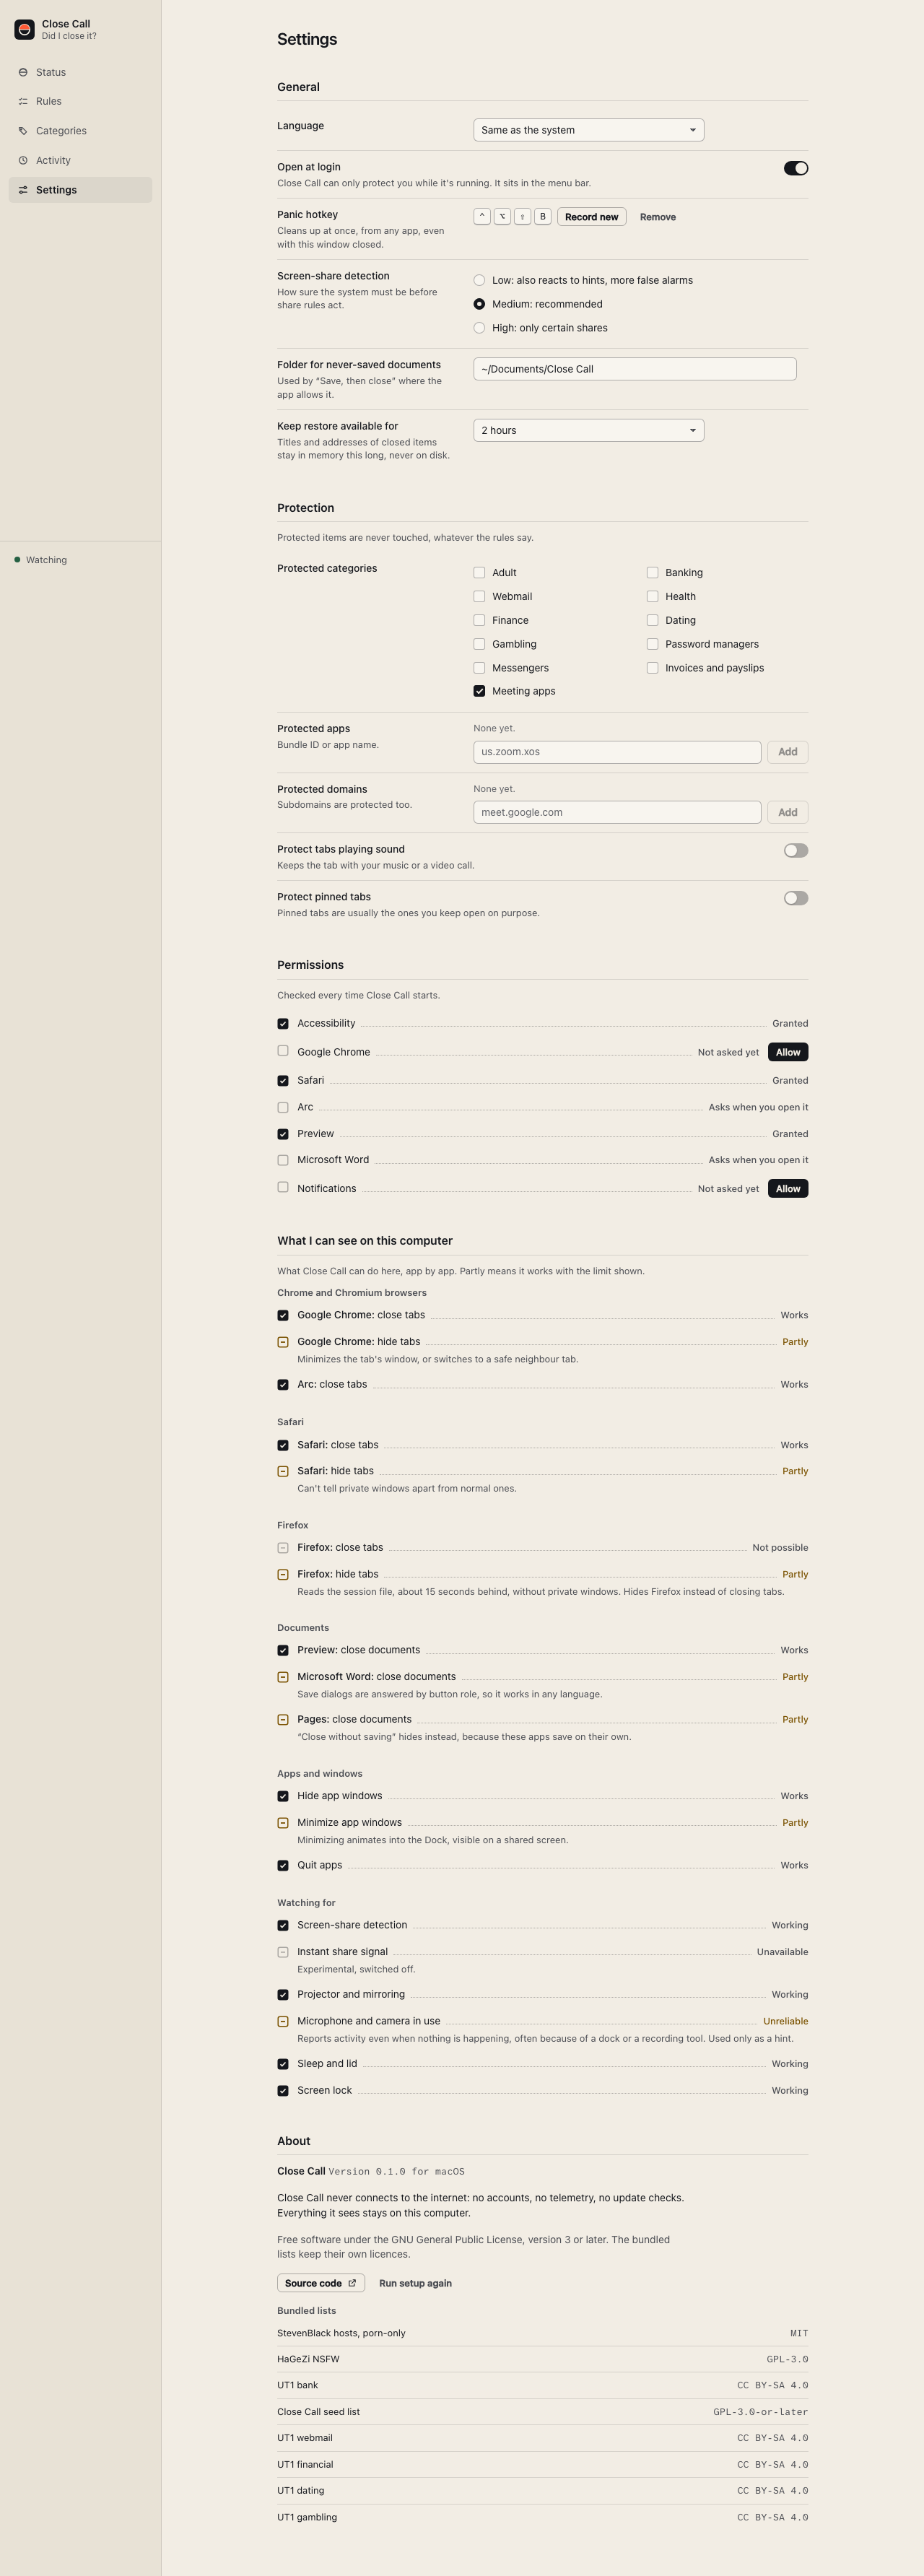 Close Call
Did I close it?
Status
Rules
Categories
Activity
Settings
Watching
Settings
General
Language
Same as the system
Open at login
Close Call can only protect you while it's running. It sits in the menu bar.
Panic hotkey
Cleans up at once, from any app, even
with this window closed.
⌃ ⌥ ⇧ B Record new Remove
Screen-share detection
How sure the system must be before
share rules act.
Low: also reacts to hints, more false alarms
Medium: recommended
High: only certain shares
Folder for never-saved documents
Used by “Save, then close” where the
app allows it.
~/Documents/Close Call
Keep restore available for
Titles and addresses of closed items
stay in memory this long, never on disk.
2 hours
Protection
Protected items are never touched, whatever the rules say.
Protected categories
Adult Banking
Webmail Health
Finance Dating
Gambling Password managers
Messengers Invoices and payslips
Meeting apps
Protected apps
Bundle ID or app name.
None yet.
us.zoom.xos Add
Protected domains
Subdomains are protected too.
None yet.
meet.google.com Add
Protect tabs playing sound
Keeps the tab with your music or a video call.
Protect pinned tabs
Pinned tabs are usually the ones you keep open on purpose.
Permissions
Checked every time Close Call starts.
Accessibility Granted
Google Chrome Not asked yet Allow
Safari Granted
Arc Asks when you open it
Preview Granted
Microsoft Word Asks when you open it
Notifications Not asked yet Allow
What I can see on this computer
What Close Call can do here, app by app. Partly means it works with the limit shown.
Chrome and Chromium browsers
Google Chrome: close tabs Works
Google Chrome: hide tabs Partly
Minimizes the tab's window, or switches to a safe neighbour tab.
Arc: close tabs Works
Safari
Safari: close tabs Works
Safari: hide tabs Partly
Can't tell private windows apart from normal ones.
Firefox
Firefox: close tabs Not possible
Firefox: hide tabs Partly
Reads the session file, about 15 seconds behind, without private windows. Hides Firefox instead of closing tabs.
Documents
Preview: close documents Works
Microsoft Word: close documents Partly
Save dialogs are answered by button role, so it works in any language.
Pages: close documents Partly
“Close without saving” hides instead, because these apps save on their own.
Apps and windows
Hide app windows Works
Minimize app windows Partly
Minimizing animates into the Dock, visible on a shared screen.
Quit apps Works
Watching for
Screen-share detection Working
Instant share signal Unavailable
Experimental, switched off.
Projector and mirroring Working
Microphone and camera in use Unreliable
Reports activity even when nothing is happening, often because of a dock or a recording tool. Used only as a hint.
Sleep and lid Working
Screen lock Working
About
Close Call Version 0.1.0 for macOS
Close Call never connects to the internet: no accounts, no telemetry, no update checks.
Everything it sees stays on this computer.
Free software under the GNU General Public License, version 3 or later. The bundled
lists keep their own licences.
Source code Run setup again
Bundled lists
StevenBlack hosts, porn-only MIT
HaGeZi NSFW GPL-3.0
UT1 bank CC BY-SA 4.0
Close Call seed list GPL-3.0-or-later
UT1 webmail CC BY-SA 4.0
UT1 financial CC BY-SA 4.0
UT1 dating CC BY-SA 4.0
UT1 gambling CC BY-SA 4.0